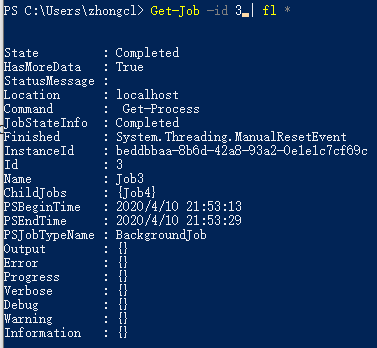 PS C:\Users\zhongcl> Get-Job -id 3 | fl *
State : Completed
HasMoreData : True
StatusMessage :
Location : localhost
Command : Get-Process
JobStateInfo : Completed
Finished : System.Threading.ManualResetEvent
InstanceId : beddbbaa-8b6d-42a8-93a2-0e1e1c7cf69c
Id : 3
Name : Job3
ChildJobs : {Job4}
PSBeginTime : 2020/4/10 21:53:13
PSEndTime : 2020/4/10 21:53:29
PSJobTypeName : BackgroundJob
Output : {}
Error : {}
Progress : {}
Verbose : {}
Debug : {}
Warning : {}
Information : {}